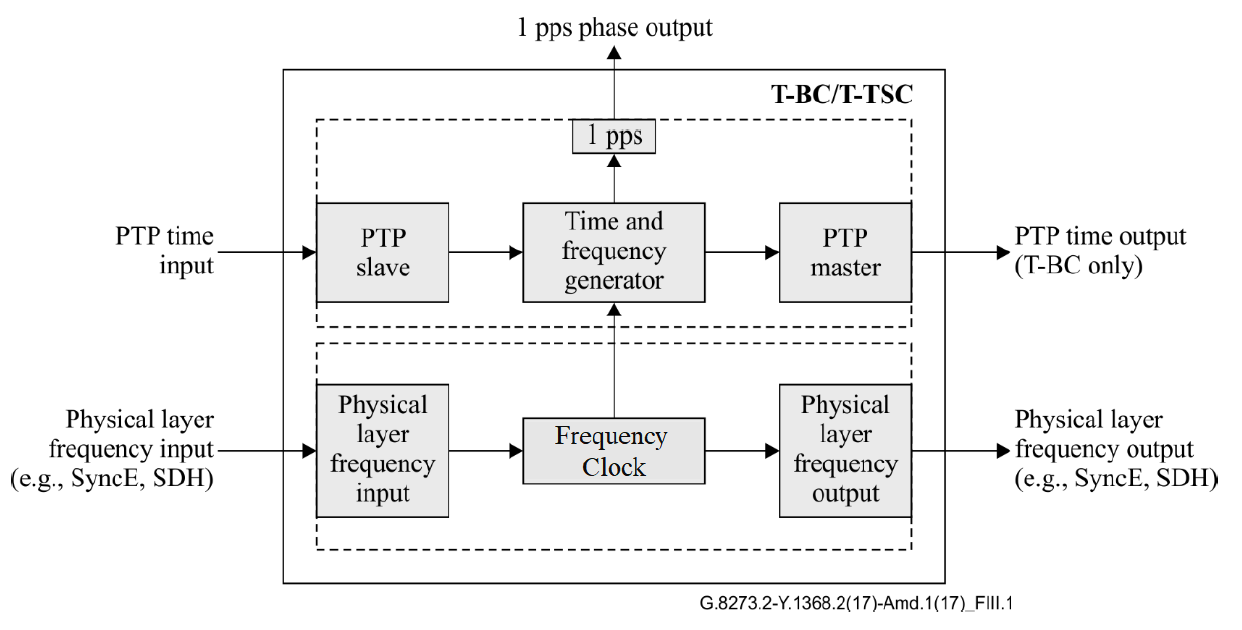 1 pps phase output
T-BC/T-TSC
1 pps
PTP time
input
PTP
slave
Time and
frequency
generator
PTP
master
PTP time output
(T-BC only)
Physical layer
frequency input
(e.g., SyncE, SDH)
Physical
layer
frequency
input
Frequency
Clock
Physical
layer
frequency
output
Physical layer
frequency output
(e.g., SyncE, SDH)
G.8273.2-Y.1368.2(17)-Amd.1(17)_FIII.1